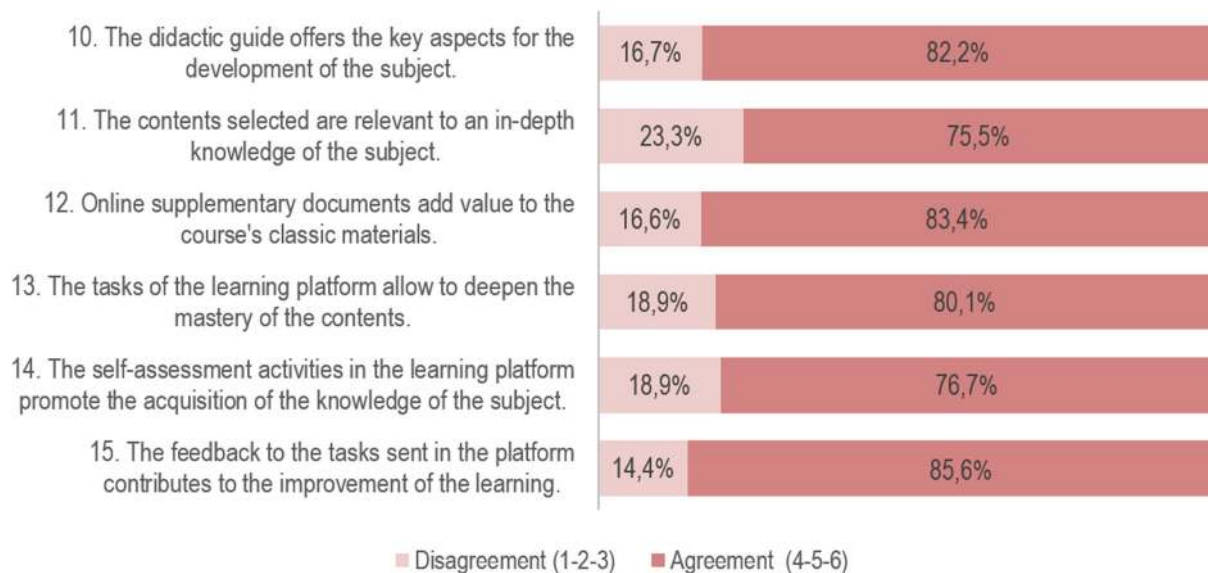 10. The didactic guide offers the key aspects for the
development of the subject.
16,7% 82,2%
11. The contents selected are relevant to an in-depth
knowledge of the subject.
23,3% 75,5%
12. Online supplementary documents add value to the
course's classic materials.
16,6% 83,4%
13. The tasks of the learning platform allow to deepen the
mastery of the contents.
18,9% 80,1%
14. The self-assessment activities in the learning platform
promote the acquisition of the knowledge of the subject.
18,9% 76,7%
15. The feedback to the tasks sent in the platform
contributes to the improvement of the learning.
14,4% 85,6%
Disagreement (1-2-3) Agreement (4-5-6)